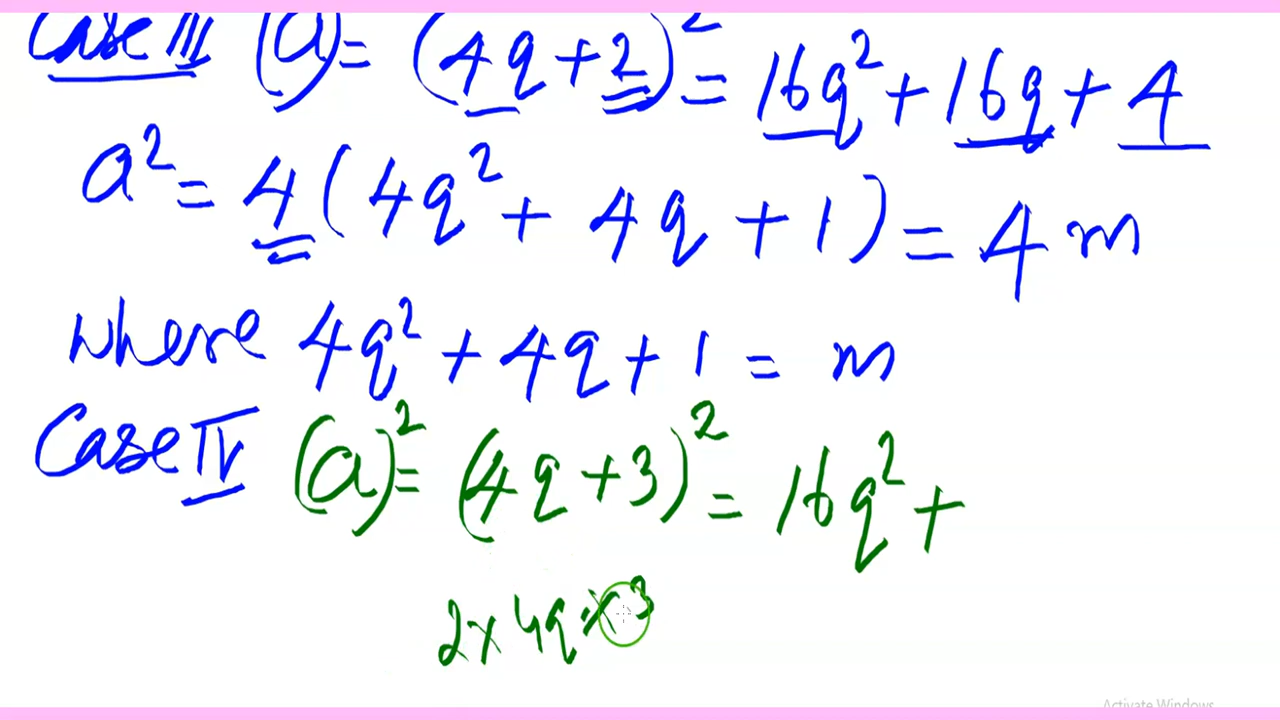 Case III (a)² = (4q + 2)² = 16q² + 16q + 4
a² = 4(4q² + 4q + 1) = 4m
where 4q² + 4q + 1 = m
Case IV (a)² = (4q + 3)² = 16q² +
2 × 4q × 3
Activate Windows